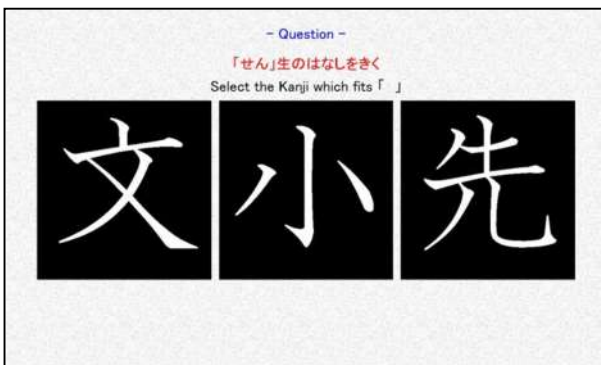 - Question -
「せん」生のはなしをきく
Select the Kanji which fits「　」
文 小 先